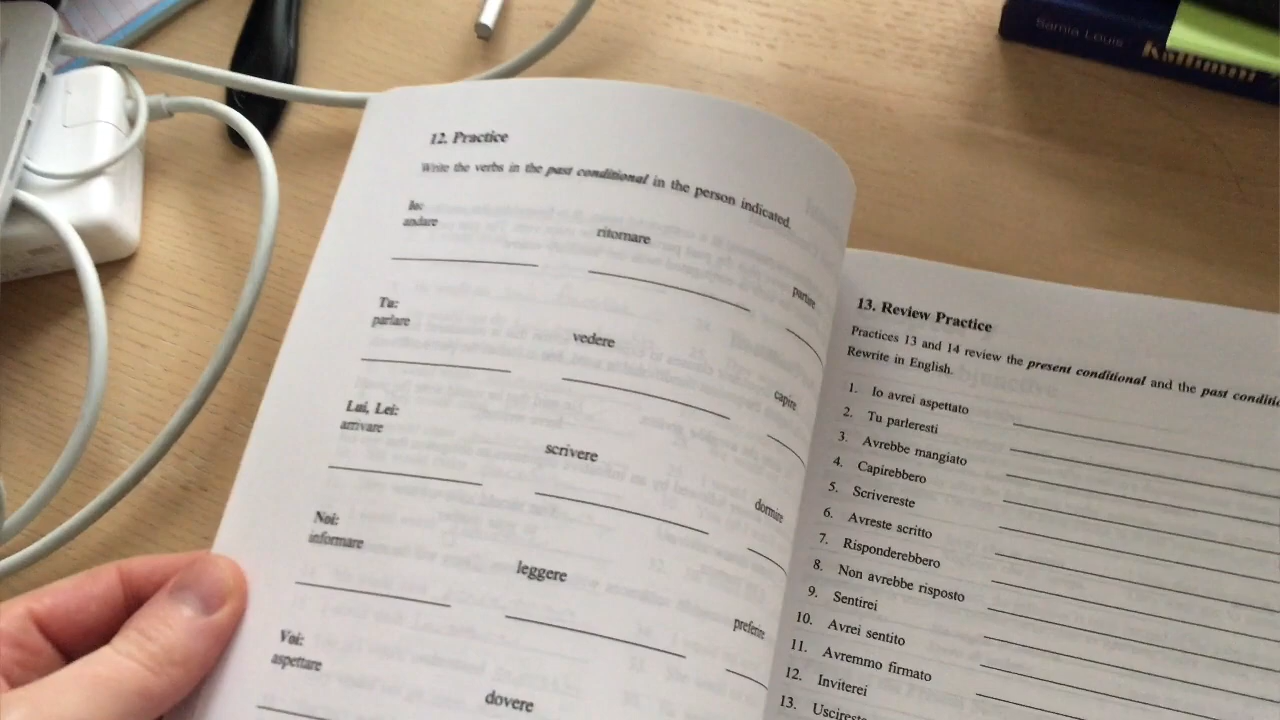 Samia Louis
Kallimni
12. Practice
Write the verbs in the past conditional in the person indicated.
Io:
andare ritornare partire
Tu:
parlare vedere capire
Lui, Lei:
arrivare scrivere dormire
Noi:
informare leggere preferire
Voi:
aspettare dovere
13. Review Practice
Practices 13 and 14 review the present conditional and the past
Rewrite in English.
1. Io avrei aspettato
2. Tu parleresti
3. Avrebbe mangiato
4. Capirebbero
5. Scrivereste
6. Avreste scritto
7. Risponderebbero
8. Non avrebbe risposto
9. Sentirei
10. Avrei sentito
11. Avremmo firmato
12. Inviterei
13.